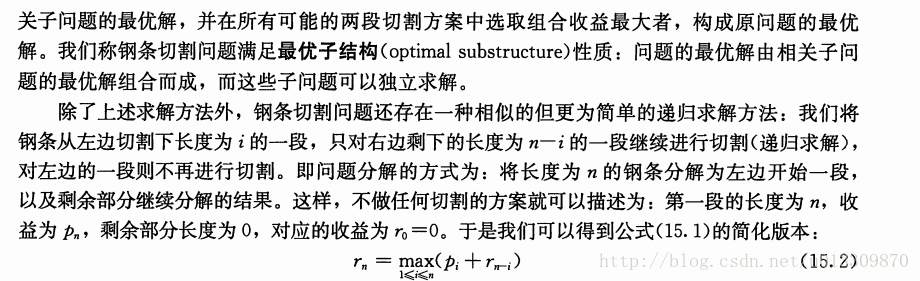 关子问题的最优解，并在所有可能的两段切割方案中选取组合收益最大者，构成原问题的最优
解。我们称钢条切割问题满足最优子结构(optimal substructure)性质：问题的最优解由相关子问
题的最优解组合而成，而这些子问题可以独立求解。
除了上述求解方法外，钢条切割问题还存在一种相似的但更为简单的递归求解方法：我们将
钢条从左边切割下长度为 i 的一段，只对右边剩下的长度为 n－i 的一段继续进行切割(递归求解)，
对左边的一段则不再进行切割。即问题分解的方式为：将长度为 n 的钢条分解为左边开始一段，
以及剩余部分继续分解的结果。这样，不做任何切割的方案就可以描述为：第一段的长度为 n，收
益为 pₙ，剩余部分长度为 0，对应的收益为 r₀＝0。于是我们可以得到公式(15.1)的简化版本：
rₙ = max_{1≤i≤n}(pᵢ + rₙ₋ᵢ) (15.2)